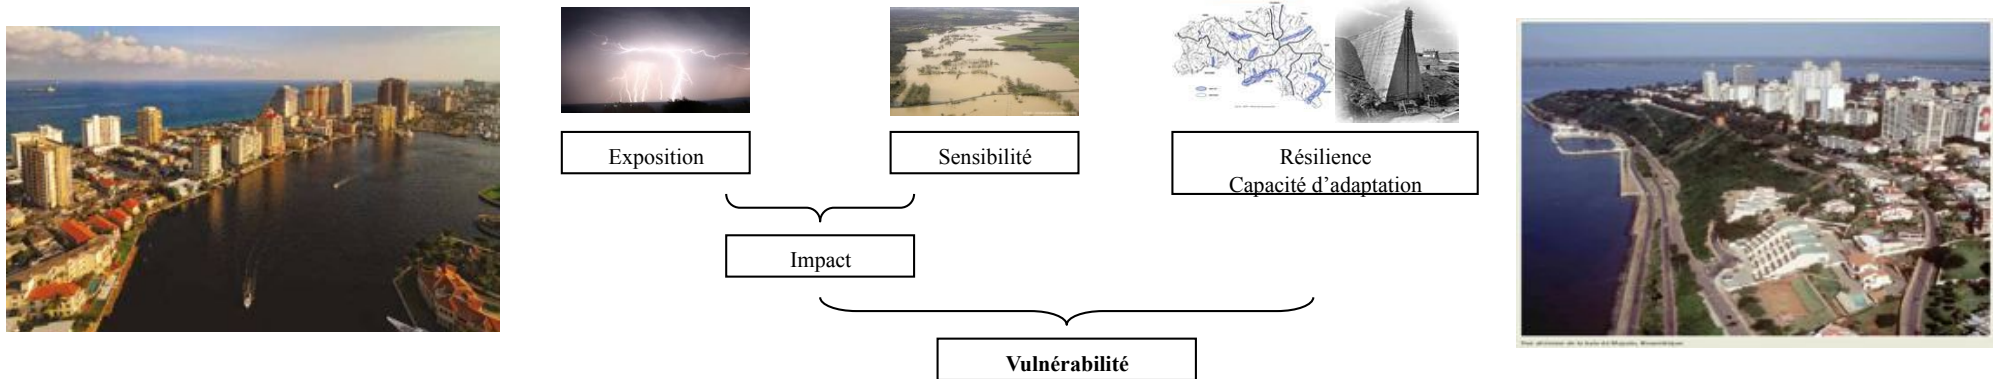 Exposition
Sensibilité
Résilience
Capacité d’adaptation
Impact
Vulnérabilité